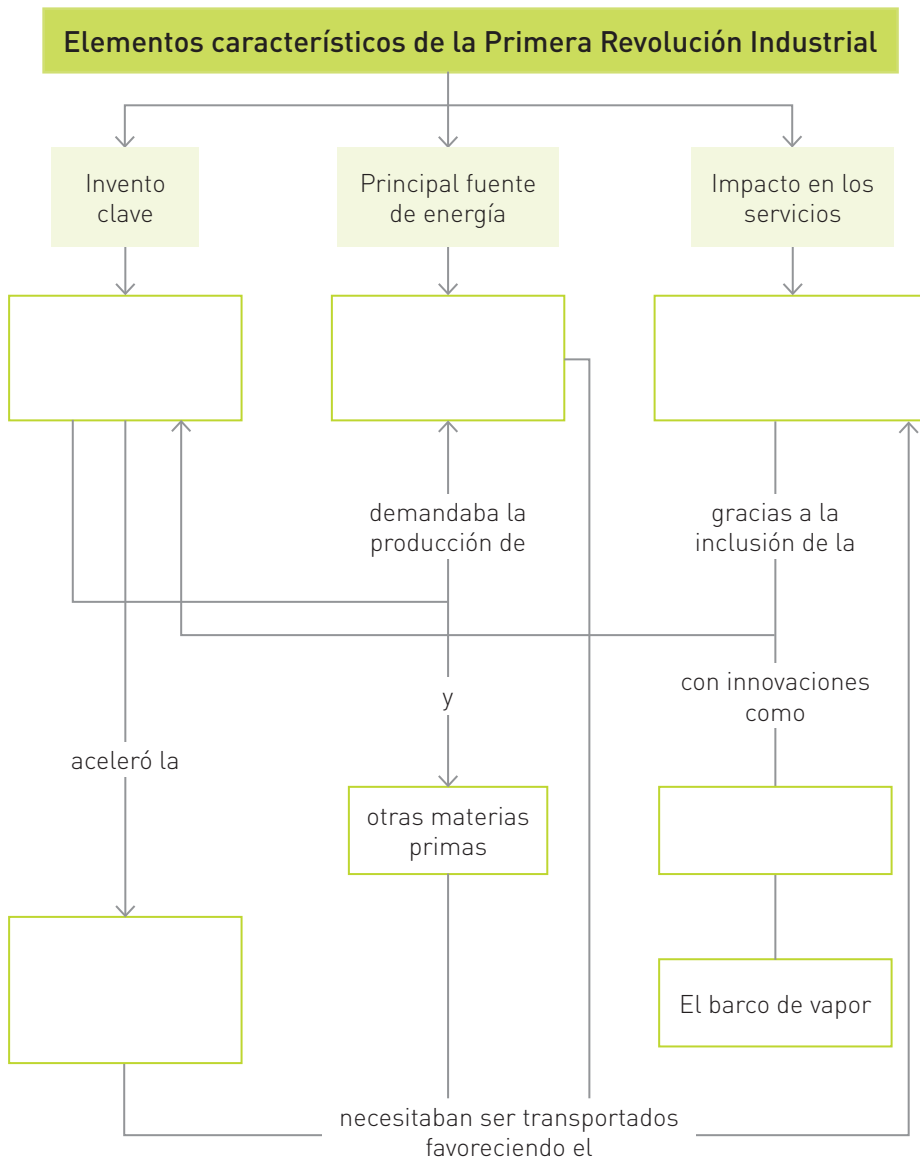 Elementos característicos de la Primera Revolución Industrial
Invento
clave
Principal fuente
de energía
Impacto en los
servicios
demandaba la
producción de
gracias a la
inclusión de la
y
con innovaciones
como
aceleró la
otras materias
primas
El barco de vapor
necesitaban ser transportados
favoreciendo el